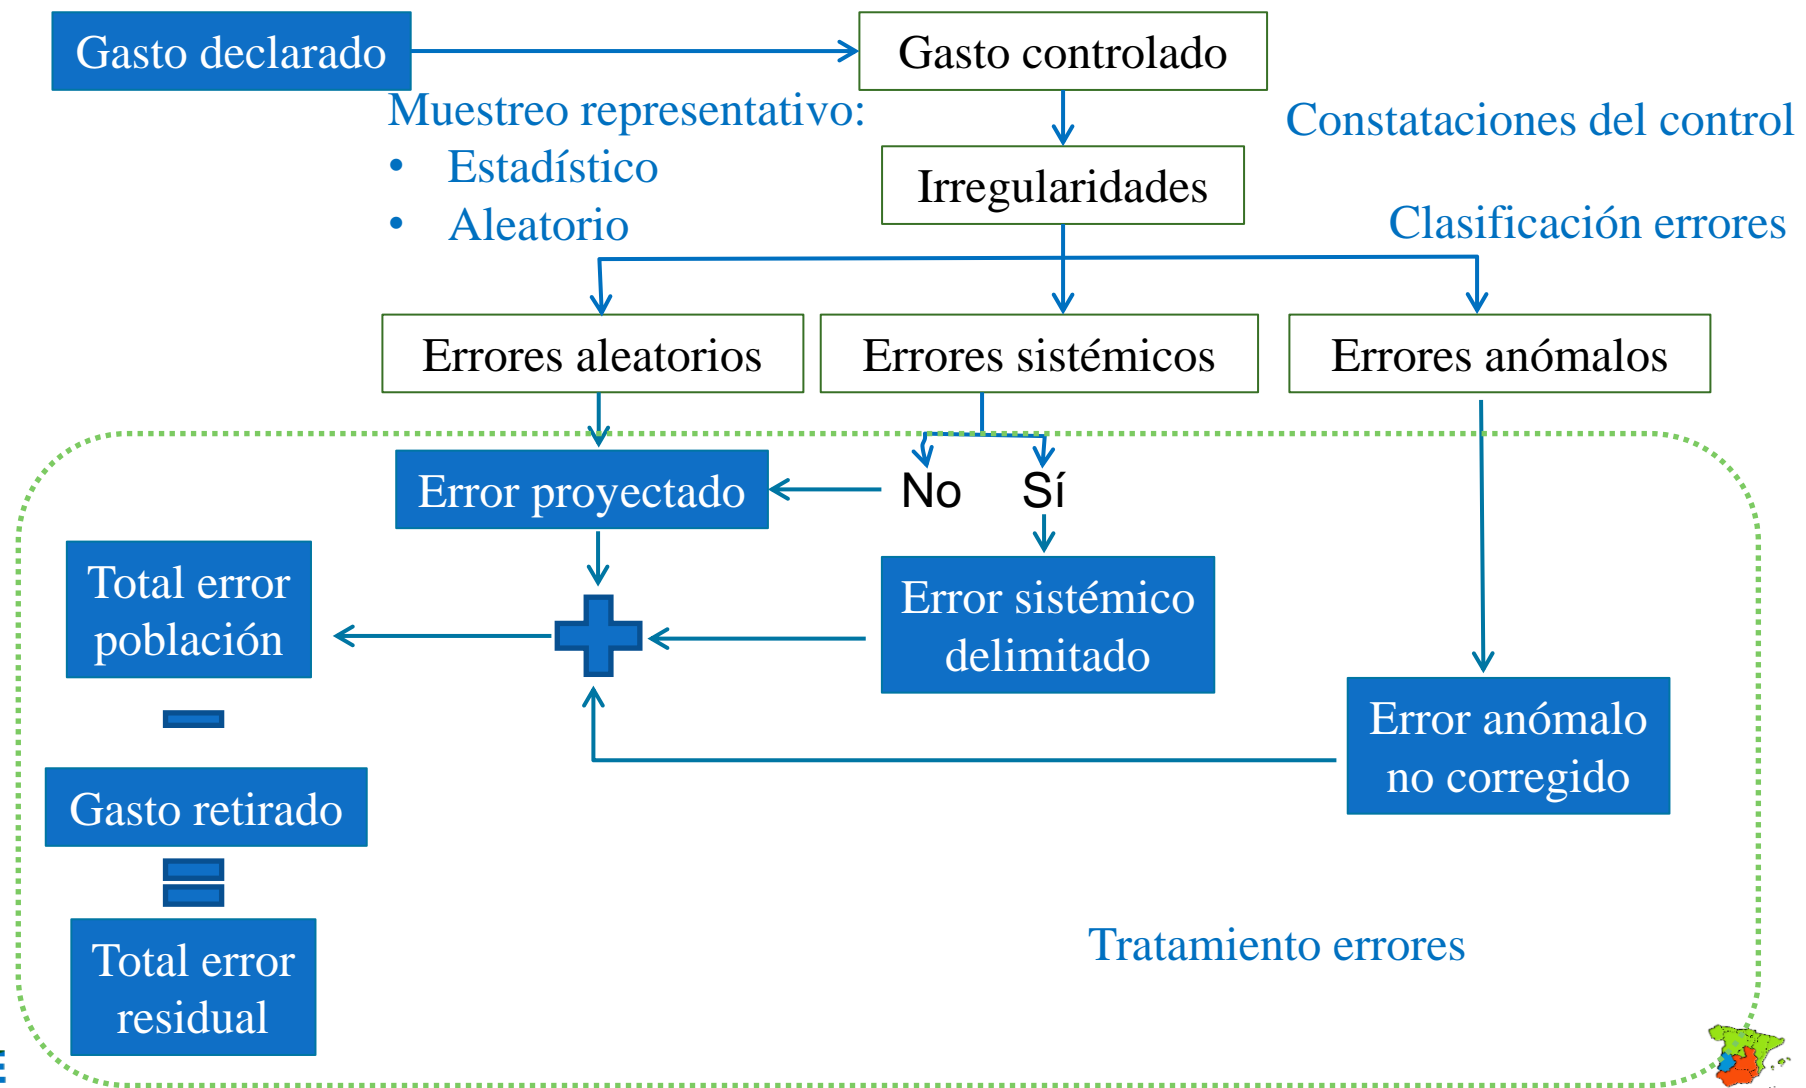 Gasto declarado
Gasto controlado
Muestreo representativo:
• Estadístico
• Aleatorio
Constataciones del control
Irregularidades
Clasificación errores
Errores aleatorios
Errores sistémicos
Errores anómalos
Error proyectado
No
Sí
Total error
población
Error sistémico
delimitado
Error anómalo
no corregido
Gasto retirado
Total error
residual
Tratamiento errores